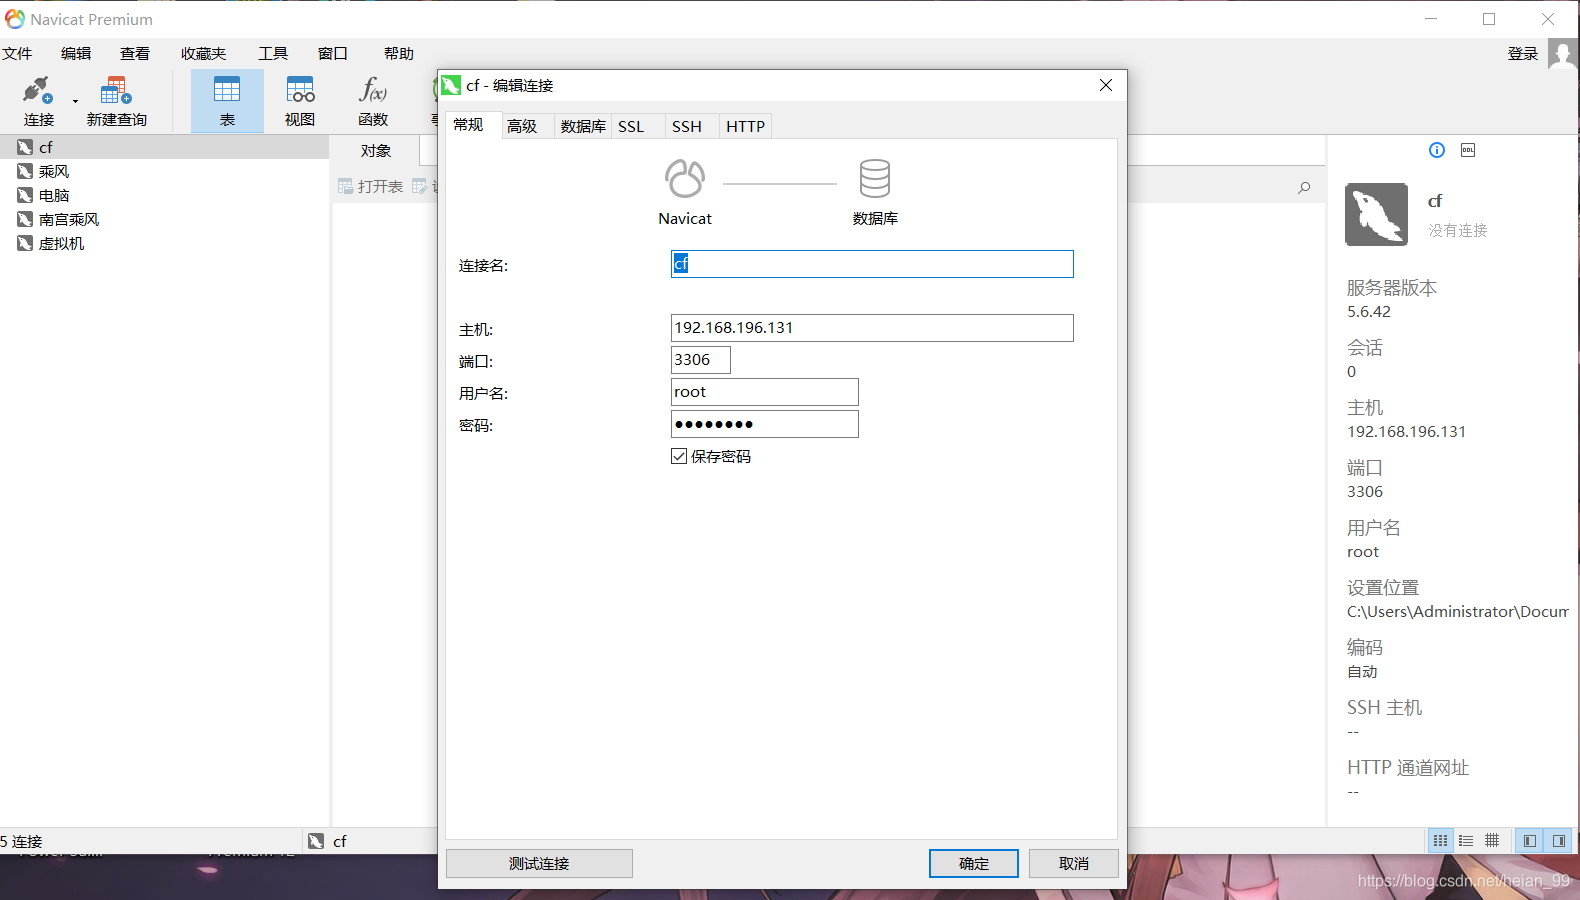 Navicat Premium
文件 编辑 查看 收藏夹 工具 窗口 帮助 登录
连接 新建查询 表 视图 函数
cf
乘风
电脑
南宫乘风
虚拟机
对象
打开表
cf - 编辑连接
常规 高级 数据库 SSL SSH HTTP
Navicat 数据库
连接名: cf
主机: 192.168.196.131
端口: 3306
用户名: root
密码: ●●●●●●●●
保存密码
测试连接 确定 取消
DDL
cf
没有连接
服务器版本
5.6.42
会话
0
主机
192.168.196.131
端口
3306
用户名
root
设置位置
C:\Users\Administrator\Docum
编码
自动
SSH 主机
--
HTTP 通道网址
--
5 连接 cf
https://blog.csdn.net/heian_99